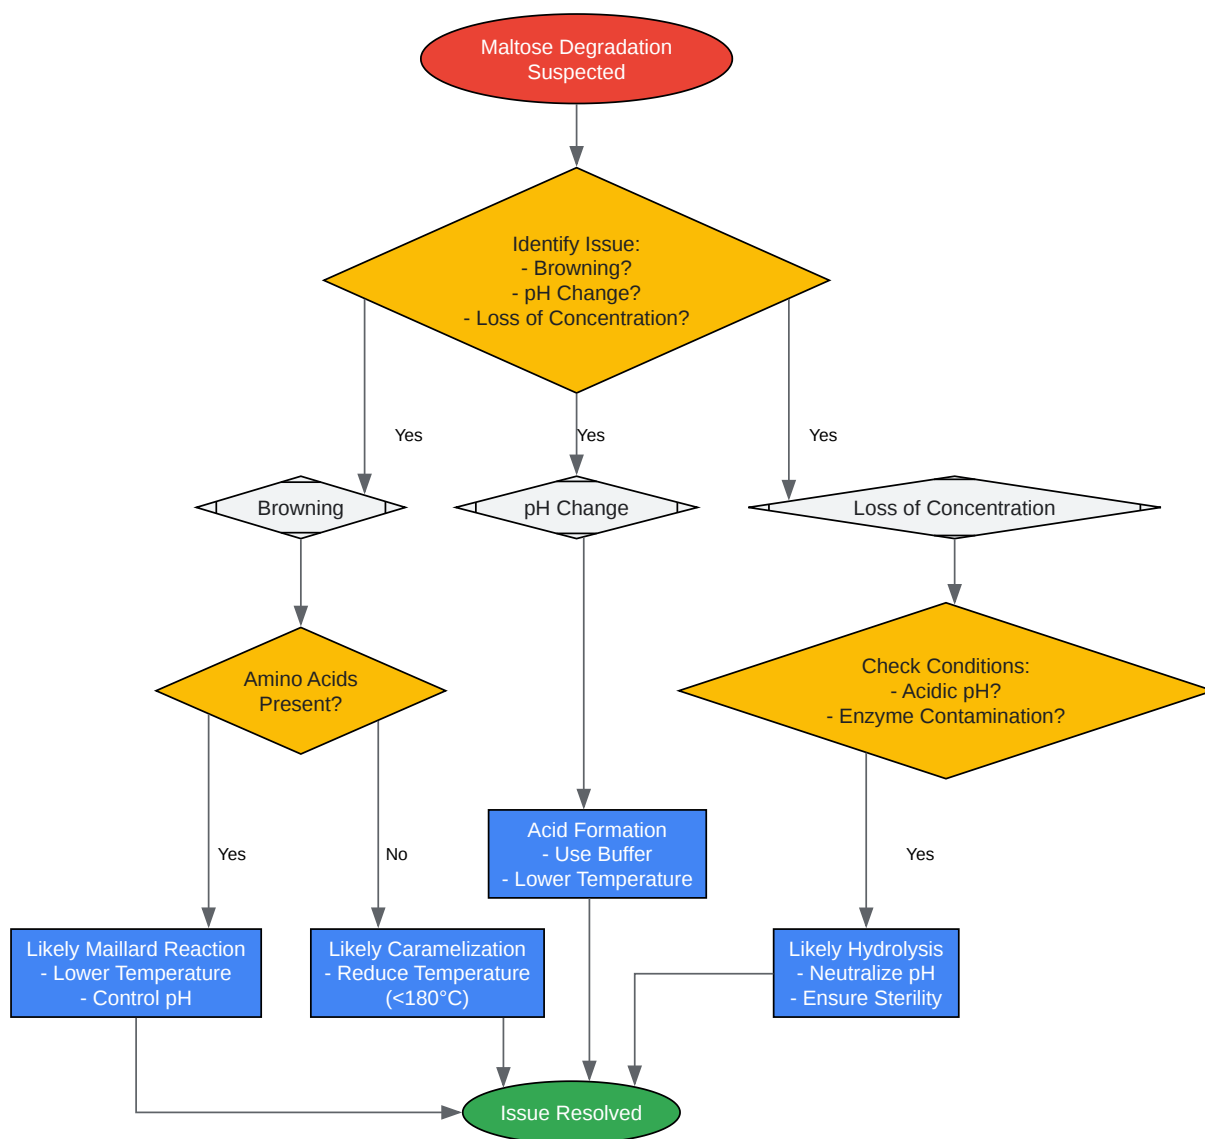 Maltose Degradation
Suspected
Identify Issue:
- Browning?
- pH Change?
- Loss of Concentration?
Yes
Yes
Yes
Browning
pH Change
Loss of Concentration
Amino Acids
Present?
Check Conditions:
- Acidic pH?
- Enzyme Contamination?
Acid Formation
- Use Buffer
- Lower Temperature
Yes
No
Yes
Likely Maillard Reaction
- Lower Temperature
- Control pH
Likely Caramelization
- Reduce Temperature
(<180°C)
Likely Hydrolysis
- Neutralize pH
- Ensure Sterility
Issue Resolved